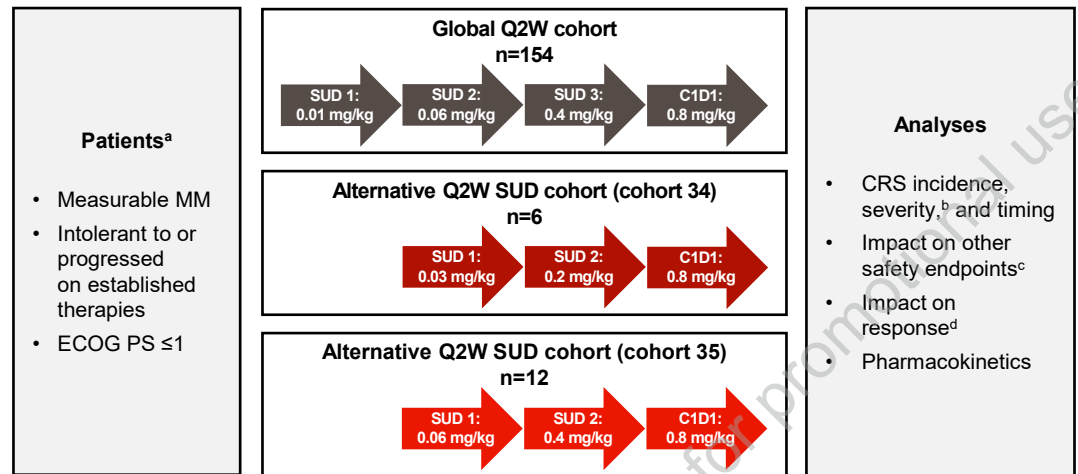 Patientsᵃ
• Measurable MM
• Intolerant to or
progressed
on established
therapies
• ECOG PS ≤1
Global Q2W cohort
n=154
SUD 1:
0.01 mg/kg
SUD 2:
0.06 mg/kg
SUD 3:
0.4 mg/kg
C1D1:
0.8 mg/kg
Alternative Q2W SUD cohort (cohort 34)
n=6
SUD 1:
0.03 mg/kg
SUD 2:
0.2 mg/kg
C1D1:
0.8 mg/kg
Alternative Q2W SUD cohort (cohort 35)
n=12
SUD 1:
0.06 mg/kg
SUD 2:
0.4 mg/kg
C1D1:
0.8 mg/kg
Analyses
• CRS incidence,
severity,ᵇ and timing
• Impact on other
safety endpointsᶜ
• Impact on
responseᵈ
• Pharmacokinetics
for promotional use